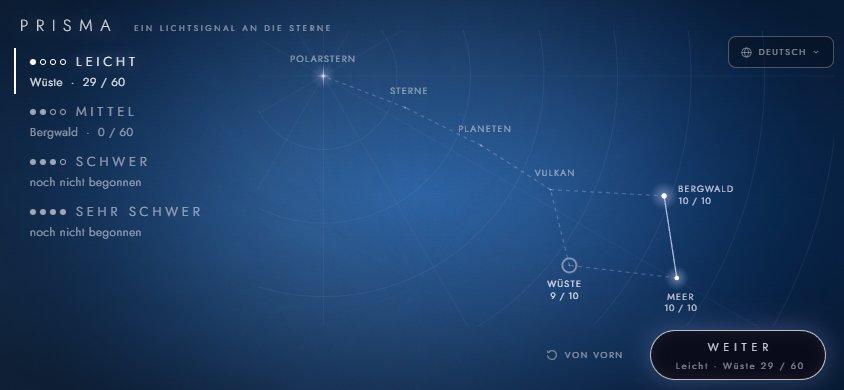 PRISMA
EIN LICHTSIGNAL AN DIE STERNE
DEUTSCH
LEICHT
Wüste · 29 / 60
MITTEL
Bergwald · 0 / 60
SCHWER
noch nicht begonnen
SEHR SCHWER
noch nicht begonnen
POLARSTERN
STERNE
PLANETEN
VULKAN
BERGWALD
10 / 10
WÜSTE
9 / 10
MEER
10 / 10
VON VORN
WEITER
Leicht · Wüste 29 / 60